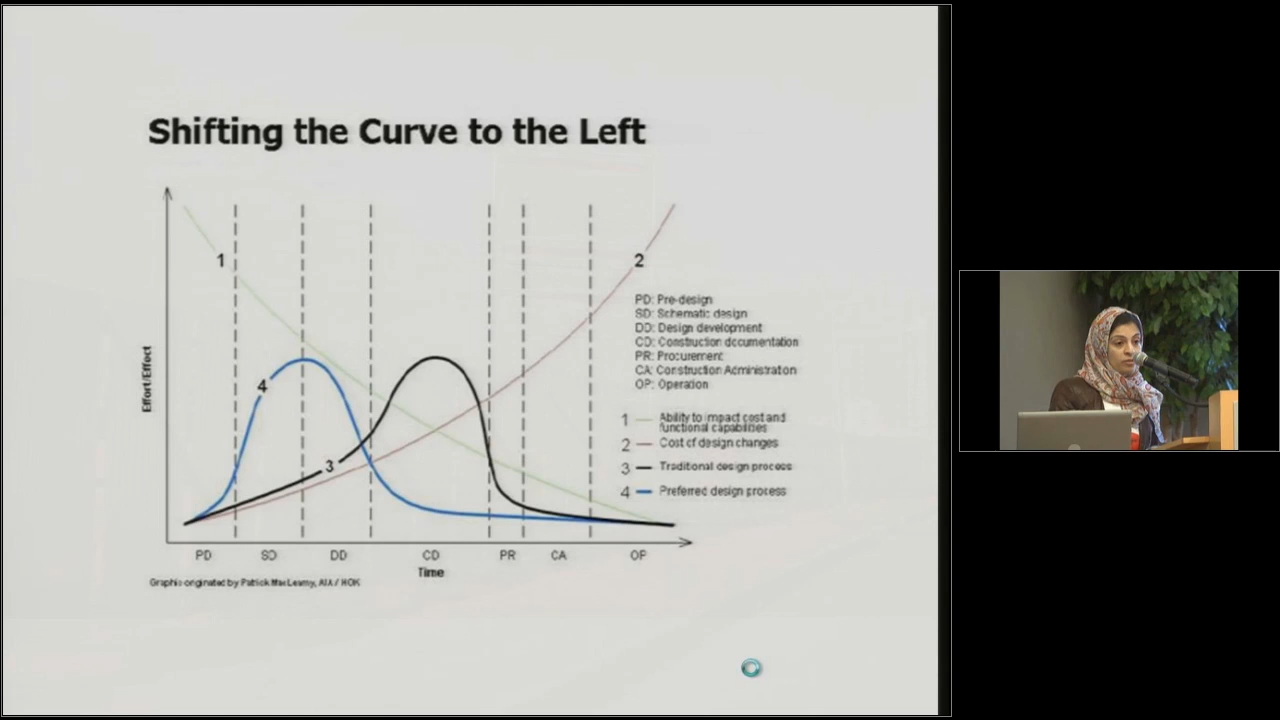 Shifting the Curve to the Left
1
2
PD: Pre-design
SD: Schematic design
DD: Design development
CD: Construction documentation
PR: Procurement
CA: Construction Administration
OP: Operation
Effort/Effect
4
3
1 Ability to impact cost and
functional capabilities
2 Cost of design changes
3 Traditional design process
4 Preferred design process
PD SD DD CD PR CA OP
Time
Graphic originated by Patrick MacLeamy, AIA / HOK